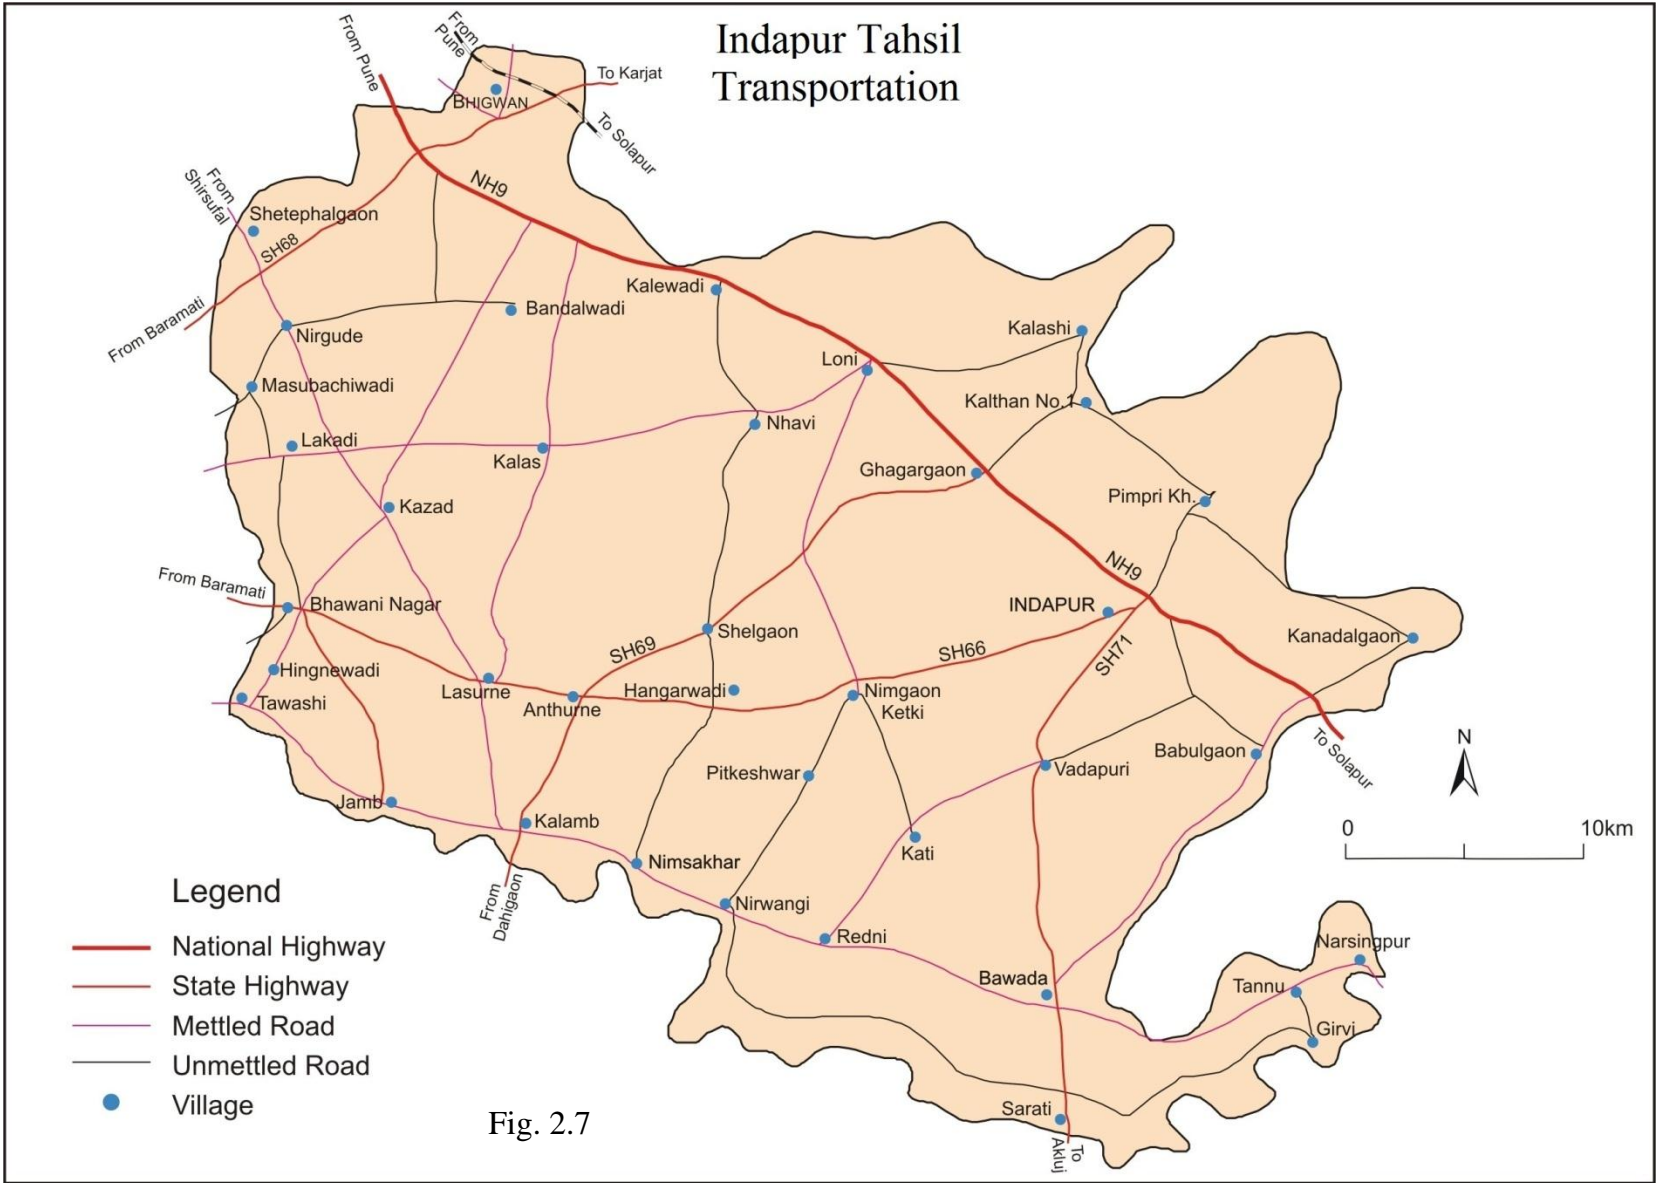 Indapur Tahsil
Transportation
From Pune
From
Pune
To Karjat
BHIGWAN
To Solapur
From
Shirsufal
NH9
Shetephalgaon
SH68
From Baramati
Kalewadi
Bandalwadi
Nirgude
Kalashi
Loni
Masubachiwadi
Kalthan No.1
Nhavi
Lakadi
Kalas
Ghagargaon
Pimpri Kh.
Kazad
NH9
From Baramati
Bhawani Nagar
INDAPUR
Shelgaon
Kanadalgaon
SH69
SH66
SH71
Hingnewadi
Lasurne
Hangarwadi
Nimgaon
Ketki
Tawashi
Anthurne
To Solapur
Babulgaon
N
Pitkeshwar
Vadapuri
Jamb
Kalamb
0 10km
Kati
Nimsakhar
From
Dahigaon
Nirwangi
Redni
Narsingpur
Bawada
Tannu
Girvi
Sarati
To
Akluj
Legend
National Highway
State Highway
Mettled Road
Unmettled Road
Village
Fig. 2.7